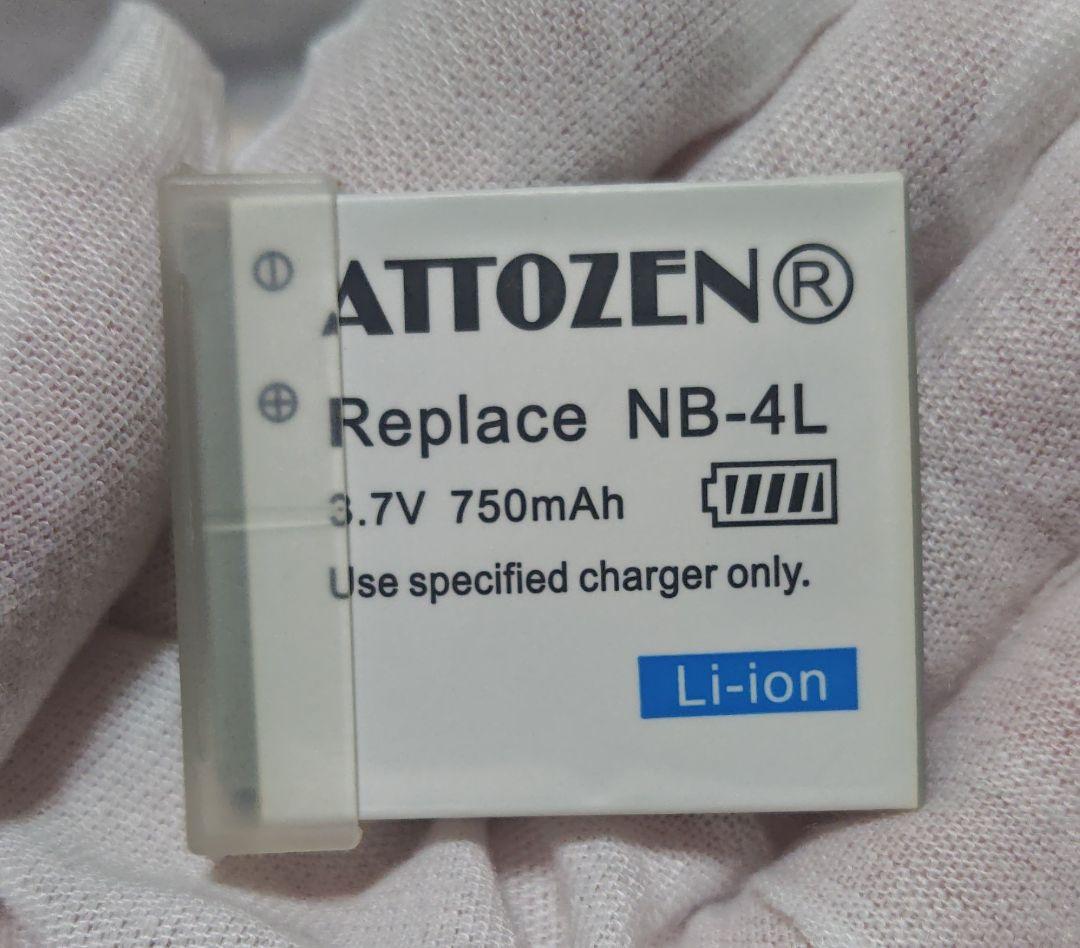 ATTOZEN®
Replace NB-4L
3.7V 750mAh
Use specified charger only.
Li-ion